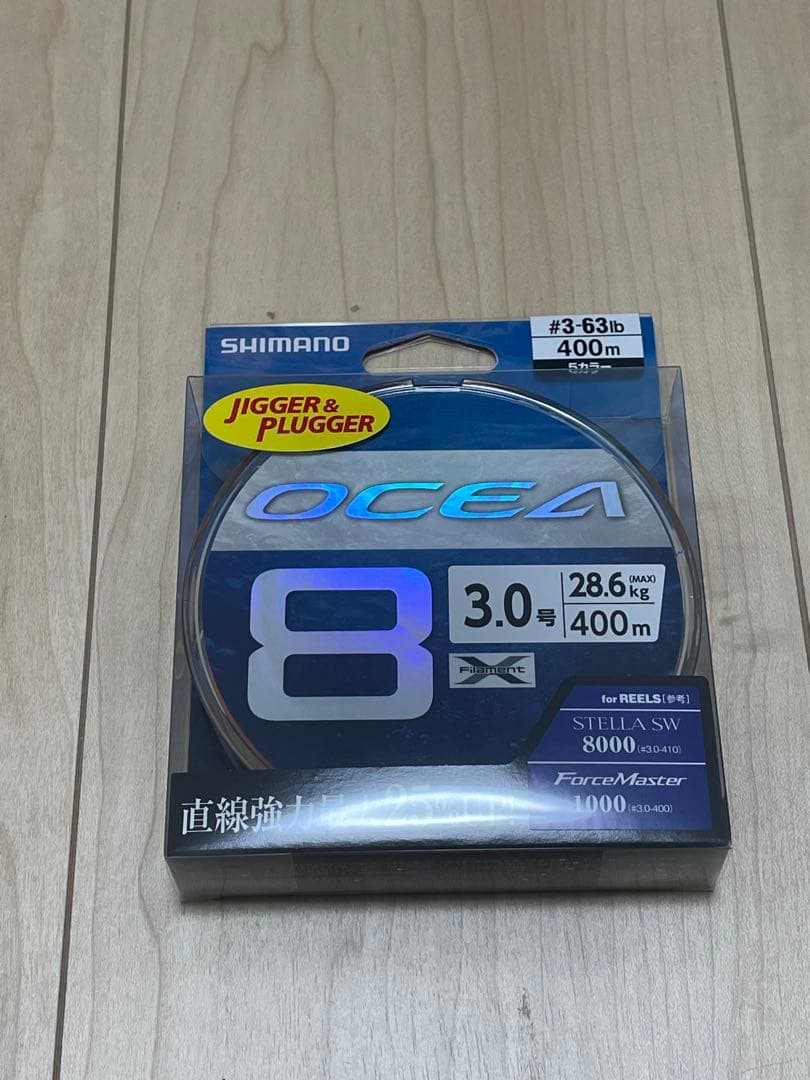 SHIMANO
#3-63lb
400m
5カラー
JIGGER &
PLUGGER
OCEA
8
3.0号
28.6kg(MAX)
400m
Filament X
for REELS[参考]
STELLA SW
8000(#3.0-410)
ForceMaster
1000(#3.0-400)
直線強力